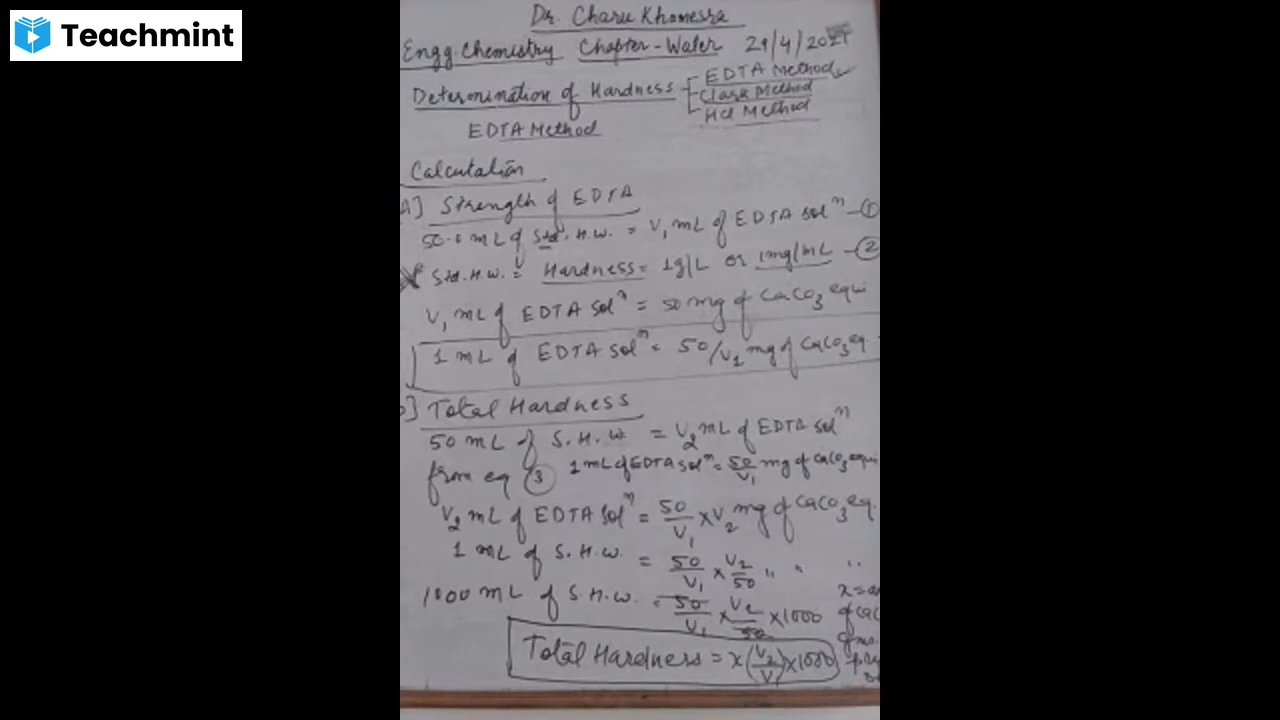 Teachmint
Dr. Charu Khamesra
Engg. Chemistry Chapter - Water 29/4/2021
Determination of Hardness
EDTA Method
Clark Method
HCl Method
EDTA Method
Calculation
A] Strength of EDTA
50.0 mL of Std. H.W. = V1 mL of EDTA solⁿ - ①
Std. H.W. = Hardness = 1g/L or 1mg/mL - ②
V1 mL of EDTA solⁿ = 50 mg of CaCO3 equi
1 mL of EDTA solⁿ = 50/V1 mg of CaCO3 eq
] Total Hardness
50 mL of S.H.W = V2 mL of EDTA solⁿ
from eq ③ 1 mL of EDTA solⁿ = 50/V1 mg of CaCO3 equi
V2 mL of EDTA solⁿ = 50/V1 × V2 mg of CaCO3 eq.
1 mL of S.H.W. = 50/V1 × V2/50 " " "
1000 mL of S.H.W. = 50/V1 × V2/50 × 1000
Total Hardness = x(V2/V1) × 1000
x =
of CaC